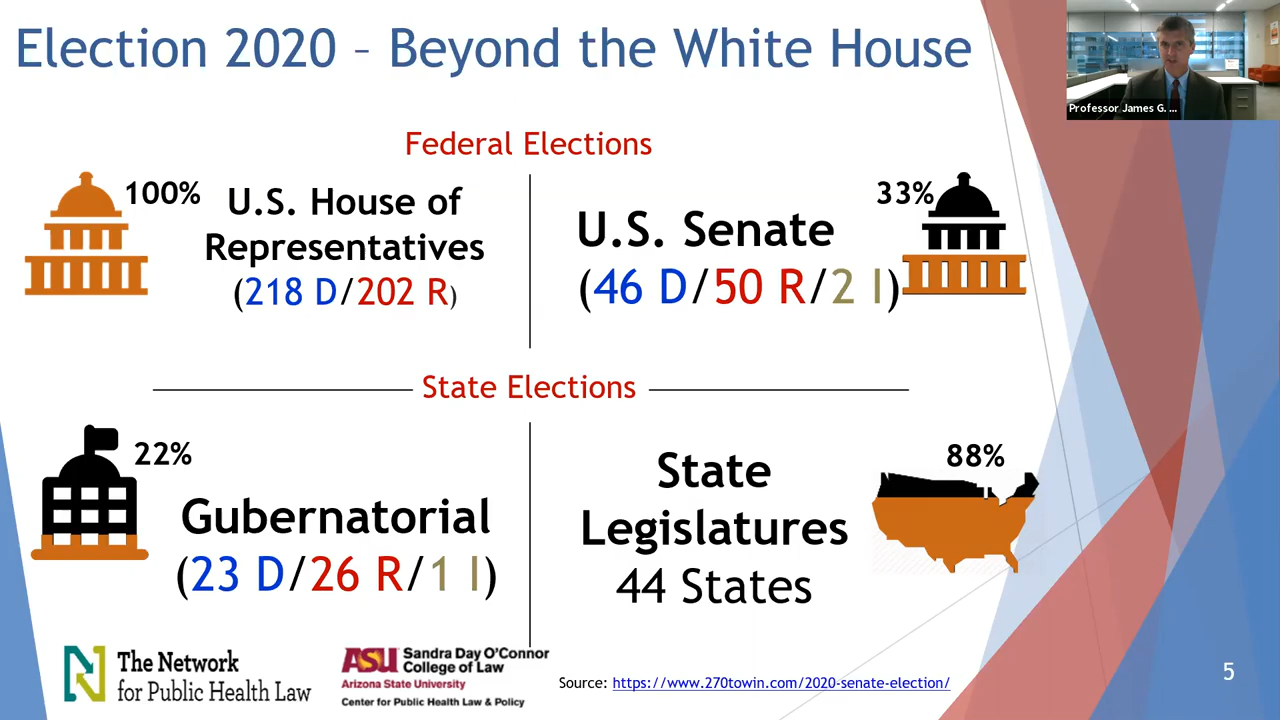 Election 2020 – Beyond the White House
Professor James G. ...
Federal Elections
100%
U.S. House of
Representatives
(218 D/202 R)
33%
U.S. Senate
(46 D/50 R/2 I)
State Elections
22%
Gubernatorial
(23 D/26 R/1 I)
88%
State
Legislatures
44 States
The Network
for Public Health Law
ASU Sandra Day O'Connor
College of Law
Arizona State University
Center for Public Health Law & Policy
Source: https://www.270towin.com/2020-senate-election/
5